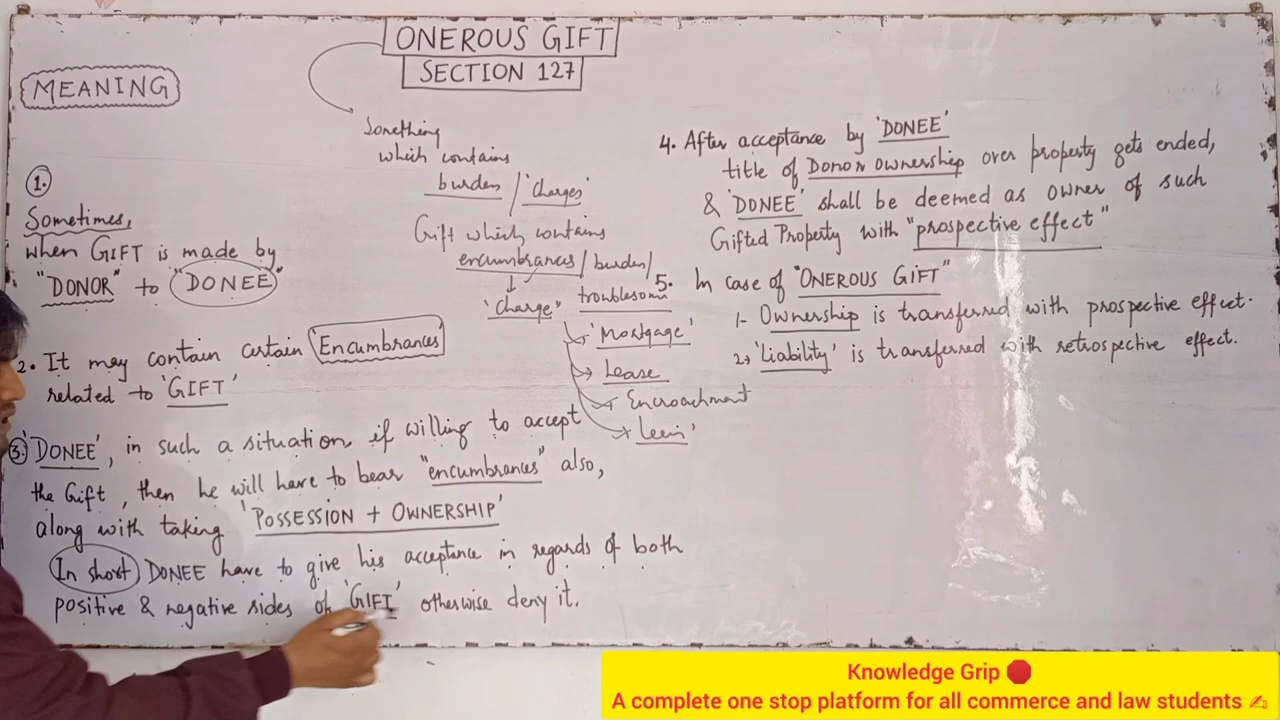 ONEROUS GIFT
SECTION 127
MEANING
Something
which contains
burden / 'Charges'
Gift which contains
encumbrances / burden /
troublesome
'Charge"
'Mortgage'
Lease
Encroachment
Leein'
1.
Sometimes,
when GIFT is made by
"DONOR" to "DONEE"
2. It may contain certain 'Encumbrances'
related to 'GIFT'
3. 'DONEE', in such a situation if willing to accept
the Gift, then he will have to bear "encumbrances" also,
along with taking 'POSSESSION + OWNERSHIP'
In short DONEE have to give his acceptance in regards of both
positive & negative sides of 'GIFT' otherwise deny it.
4. After acceptance by 'DONEE'
title of Donor ownership over property gets ended,
& 'DONEE' shall be deemed as owner of such
Gifted Property with "prospective effect"
5. In case of "ONEROUS GIFT"
1- Ownership is transferred with prospective effect.
2→ 'Liability' is transferred with retrospective effect.
Knowledge Grip 🛑
A complete one stop platform for all commerce and law students ✍